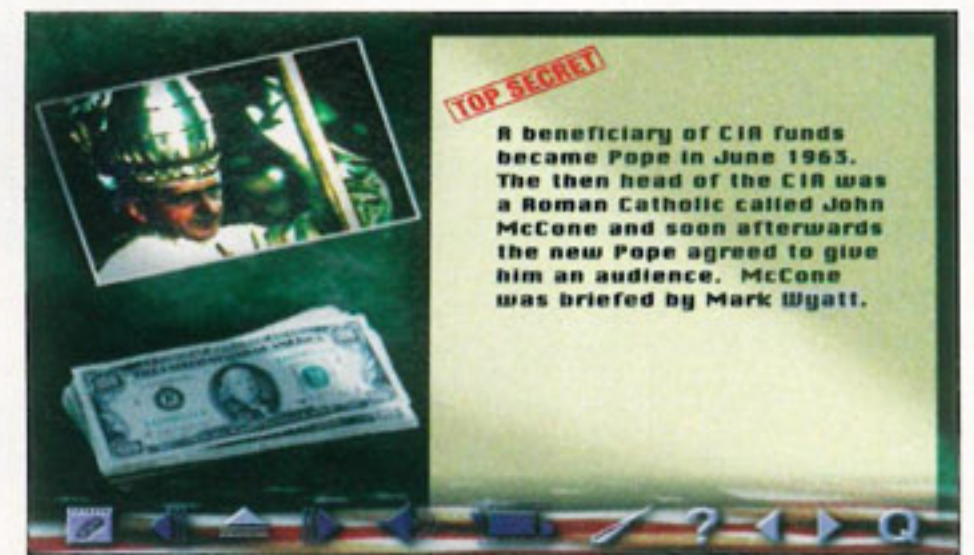 TOP SECRET
A beneficiary of CIA funds
became Pope in June 1963.
The then head of the CIA was
a Roman Catholic called John
McCone and soon afterwards
the new Pope agreed to give
him an audience. McCone
was briefed by Mark Wyatt.
? Q